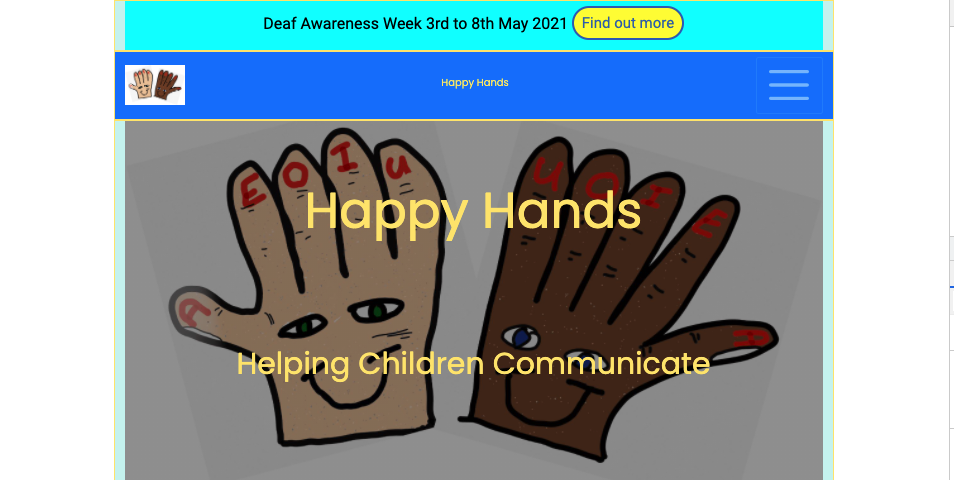 Deaf Awareness Week 3rd to 8th May 2021 Find out more
Happy Hands
E O I U
U O I E
Happy Hands
A
Helping Children Communicate